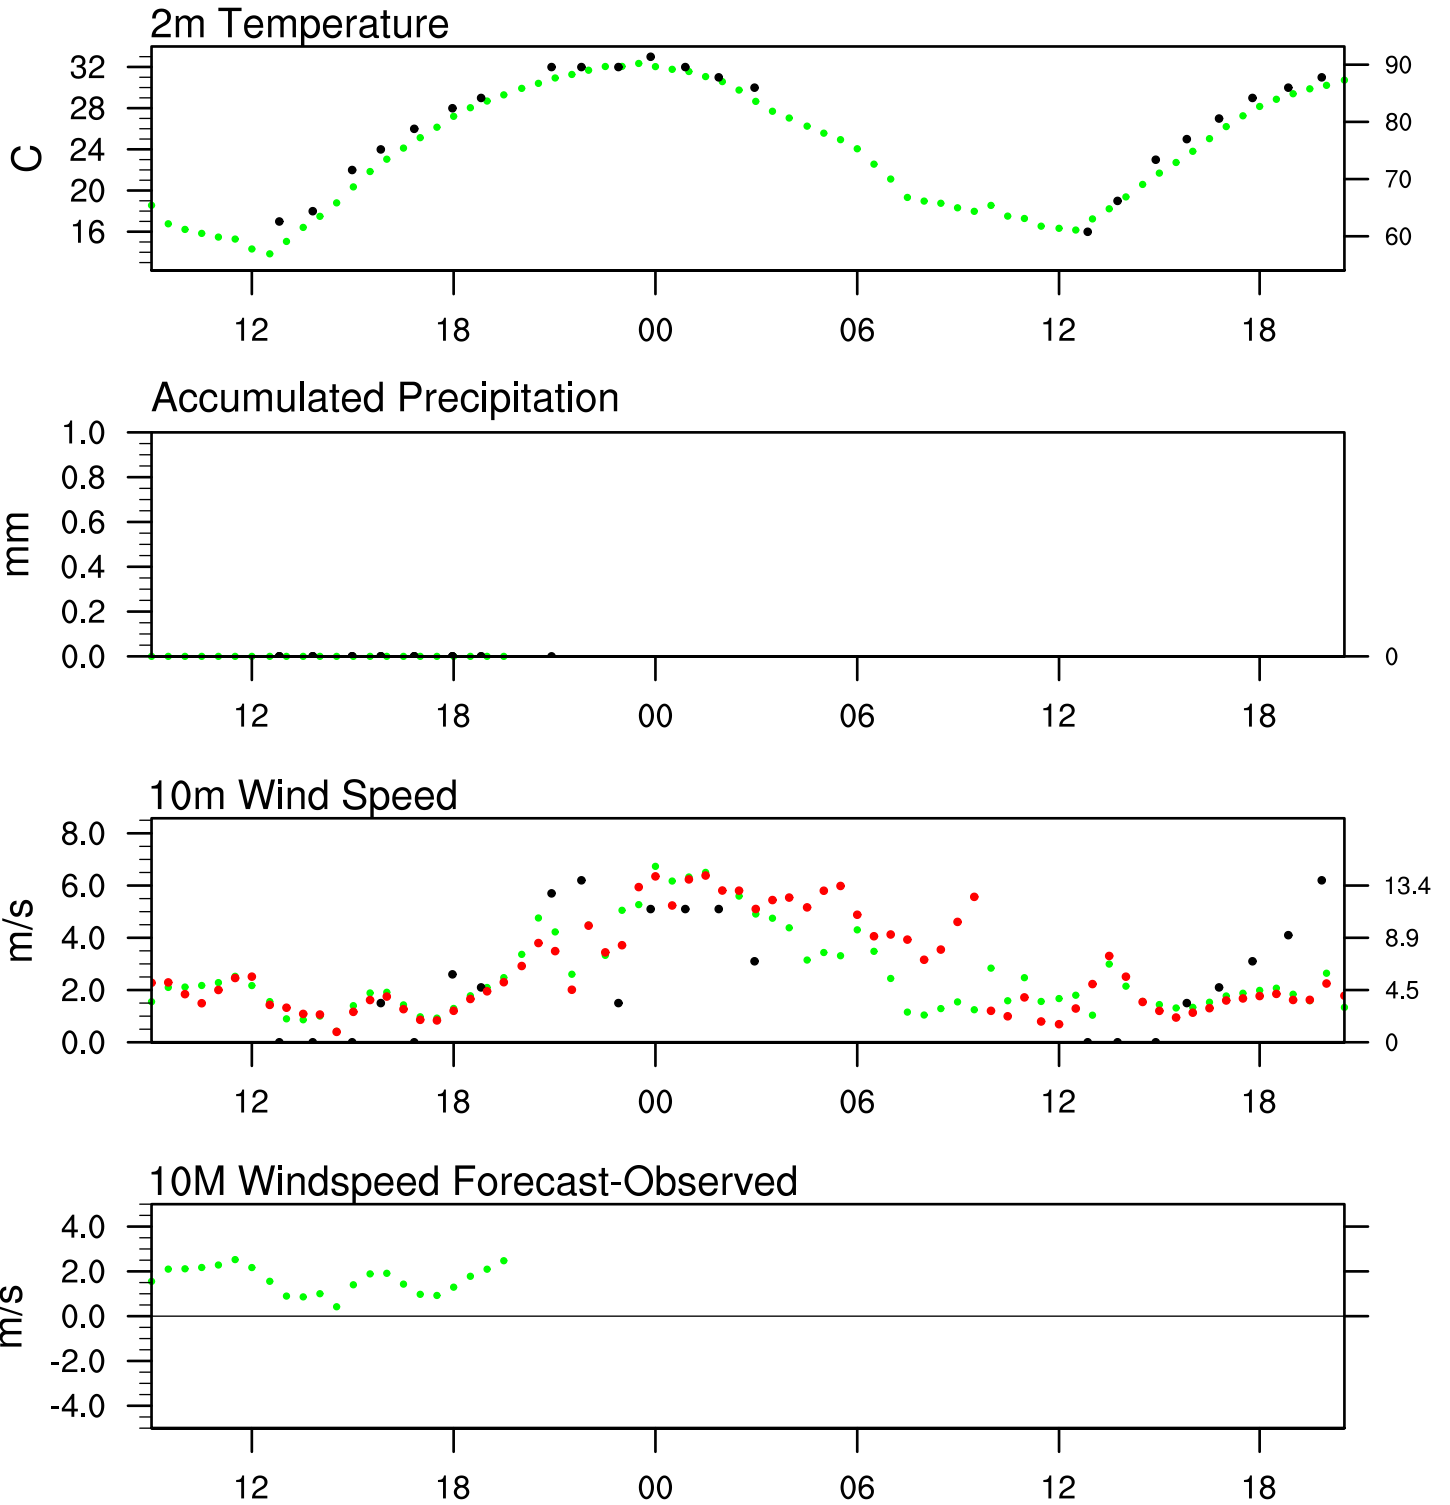 2m Temperature
32
28
24
20
16
C
90
80
70
60
12 18 00 06 12 18
Accumulated Precipitation
1.0
0.8
0.6
0.4
0.2
0.0
mm
0
12 18 00 06 12 18
10m Wind Speed
8.0
6.0
4.0
2.0
0.0
m/s
13.4
8.9
4.5
0
12 18 00 06 12 18
10M Windspeed Forecast-Observed
4.0
2.0
0.0
-2.0
-4.0
m/s
12 18 00 06 12 18